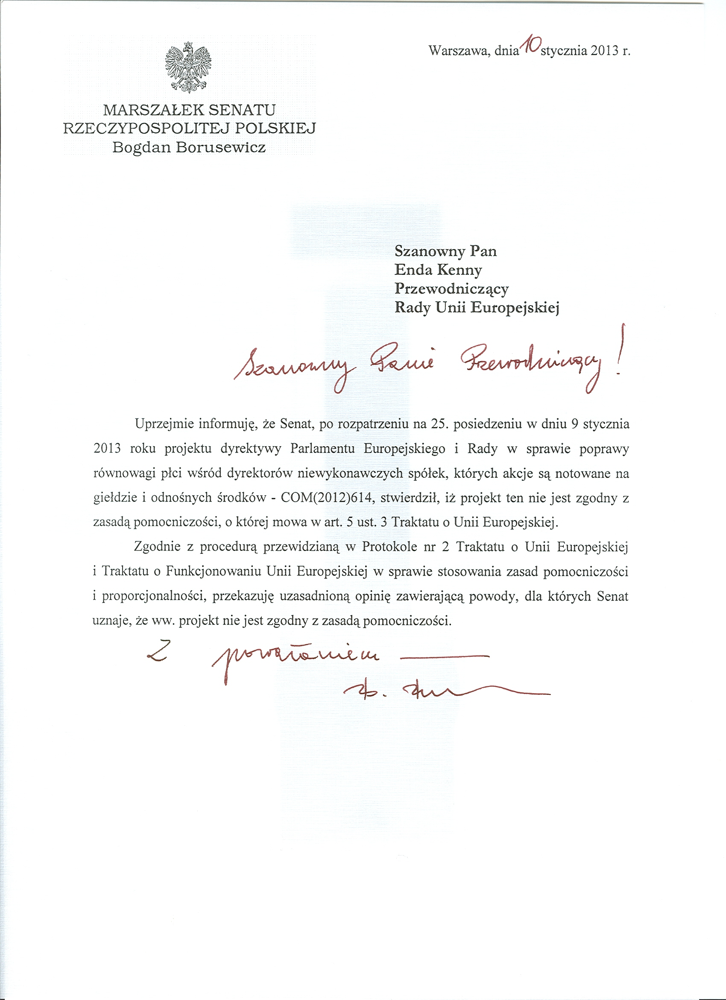 Warszawa, dnia 10 stycznia 2013 r.
MARSZAŁEK SENATU
RZECZYPOSPOLITEJ POLSKIEJ
Bogdan Borusewicz
Szanowny Pan
Enda Kenny
Przewodniczący
Rady Unii Europejskiej
Szanowny Panie Przewodniczący!
Uprzejmie informuję, że Senat, po rozpatrzeniu na 25. posiedzeniu w dniu 9 stycznia
2013 roku projektu dyrektywy Parlamentu Europejskiego i Rady w sprawie poprawy
równowagi płci wśród dyrektorów niewykonawczych spółek, których akcje są notowane na
giełdzie i odnośnych środków - COM(2012)614, stwierdził, iż projekt ten nie jest zgodny z
zasadą pomocniczości, o której mowa w art. 5 ust. 3 Traktatu o Unii Europejskiej.
Zgodnie z procedurą przewidzianą w Protokole nr 2 Traktatu o Unii Europejskiej
i Traktatu o Funkcjonowaniu Unii Europejskiej w sprawie stosowania zasad pomocniczości
i proporcjonalności, przekazuję uzasadnioną opinię zawierającą powody, dla których Senat
uznaje, że ww. projekt nie jest zgodny z zasadą pomocniczości.
Z poważaniem